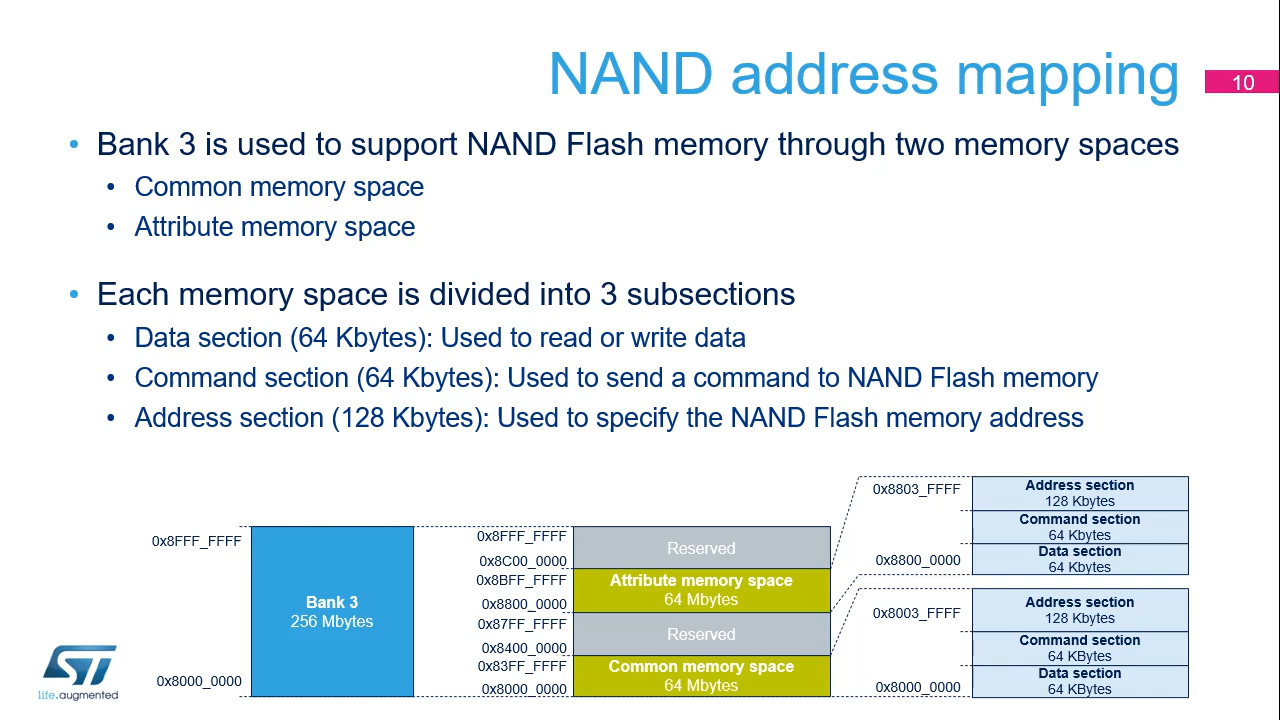 NAND address mapping
10
• Bank 3 is used to support NAND Flash memory through two memory spaces
• Common memory space
• Attribute memory space
• Each memory space is divided into 3 subsections
• Data section (64 Kbytes): Used to read or write data
• Command section (64 Kbytes): Used to send a command to NAND Flash memory
• Address section (128 Kbytes): Used to specify the NAND Flash memory address
0x8FFF_FFFF
Bank 3
256 Mbytes
0x8000_0000
0x8FFF_FFFF
Reserved
0x8C00_0000
0x8BFF_FFFF
Attribute memory space
64 Mbytes
0x8800_0000
0x87FF_FFFF
Reserved
0x8400_0000
0x83FF_FFFF
Common memory space
64 Mbytes
0x8000_0000
0x8803_FFFF
Address section
128 Kbytes
Command section
64 Kbytes
Data section
64 Kbytes
0x8800_0000
0x8003_FFFF
Address section
128 Kbytes
Command section
64 KBytes
Data section
64 KBytes
0x8000_0000
ST
life.augmented